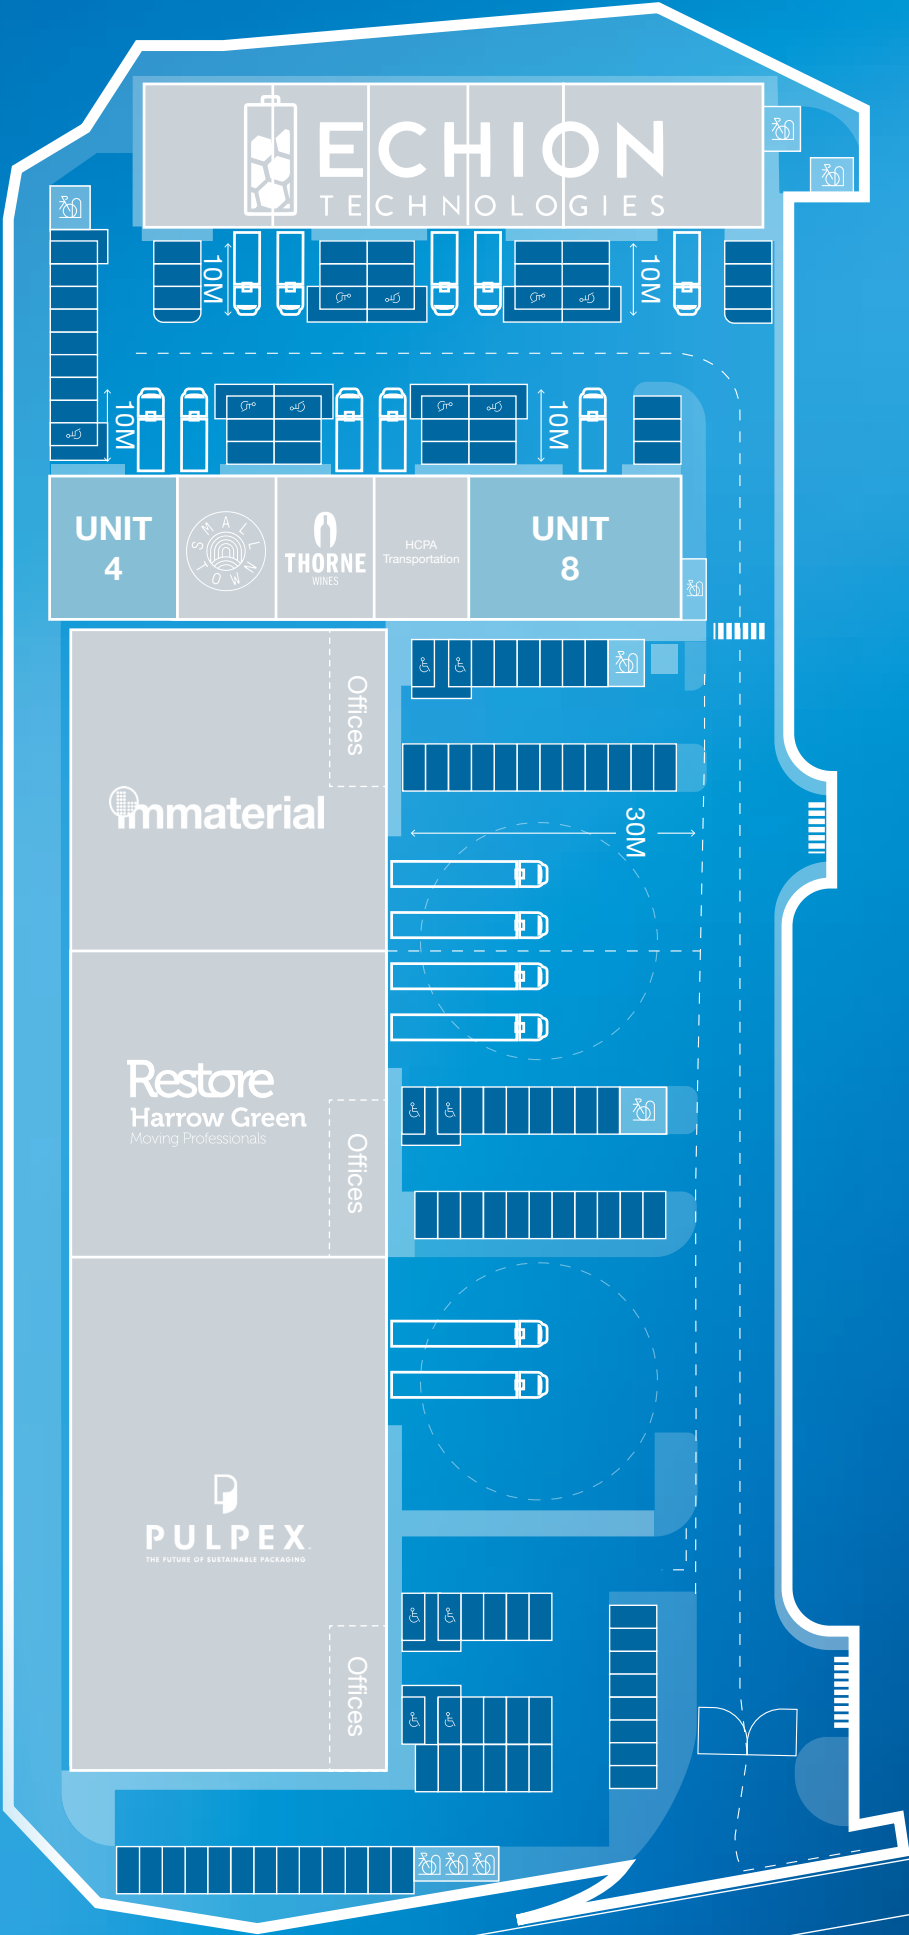 ECHION
TECHNOLOGIES
10M
10M
10M
10M
UNIT
4
SMALL
TOWN
THORNE
WINES
HCPA
Transportation
UNIT
8
Offices
immaterial
30M
Restore
Harrow Green
Moving Professionals
Offices
PULPEX
THE FUTURE OF SUSTAINABLE PACKAGING
Offices